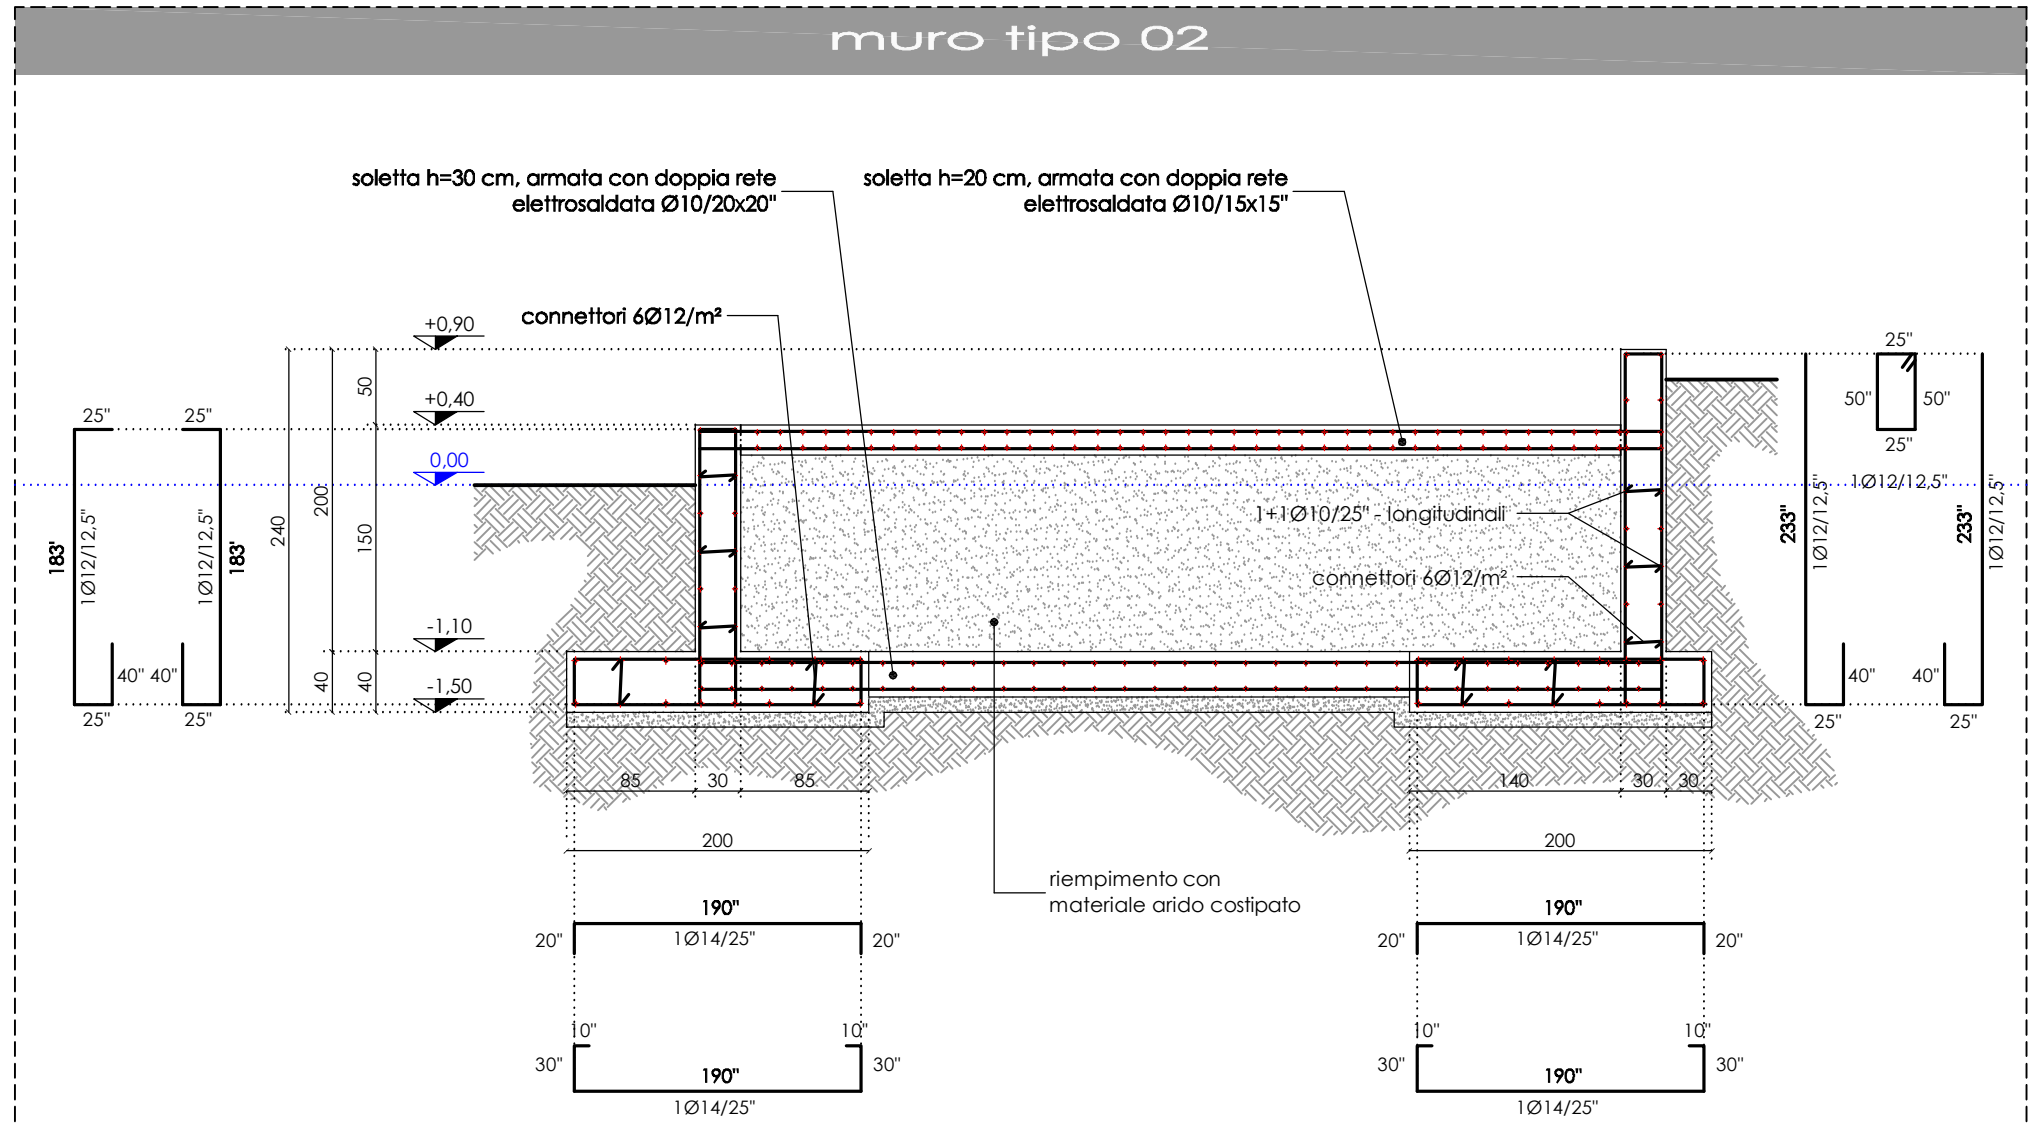 muro tipo 02
soletta h=30 cm, armata con doppia rete
elettrosaldata Ø10/20x20"
soletta h=20 cm, armata con doppia rete
elettrosaldata Ø10/15x15"
connettori 6Ø12/m²
+0,90
+0,40
0,00
-1,10
-1,50
50
150
40
200
40
240
25"
25"
183'
1Ø12/12,5"
1Ø12/12,5"
183'
40"
40"
25"
25"
1+1Ø10/25" - longitudinali
connettori 6Ø12/m²
25"
50"
50"
25"
1Ø12/12,5"
233"
1Ø12/12,5"
233"
1Ø12/12,5"
40"
40"
25"
25"
85
30
85
200
140
30
30
200
riempimento con
materiale arido costipato
190"
20"
1Ø14/25"
20"
190"
20"
1Ø14/25"
20"
10"
10"
30"
190"
30"
1Ø14/25"
10"
10"
30"
190"
30"
1Ø14/25"